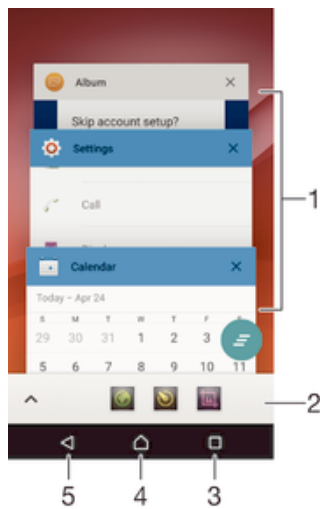 Album
Skip account setup?
Settings
Call
Calendar
Today – Apr 24
S M T W T F
29 30 31 1 2 3
5 6 7 8 9 10 11
1
2
5 4 3